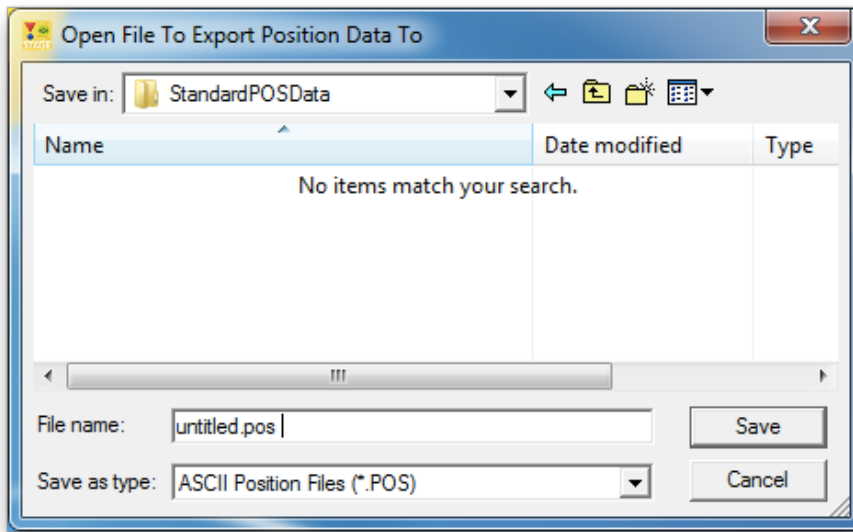 Open File To Export Position Data To
Save in: StandardPOSData
Name Date modified Type
No items match your search.
File name: untitled.pos
Save
Save as type: ASCII Position Files (*.POS)
Cancel